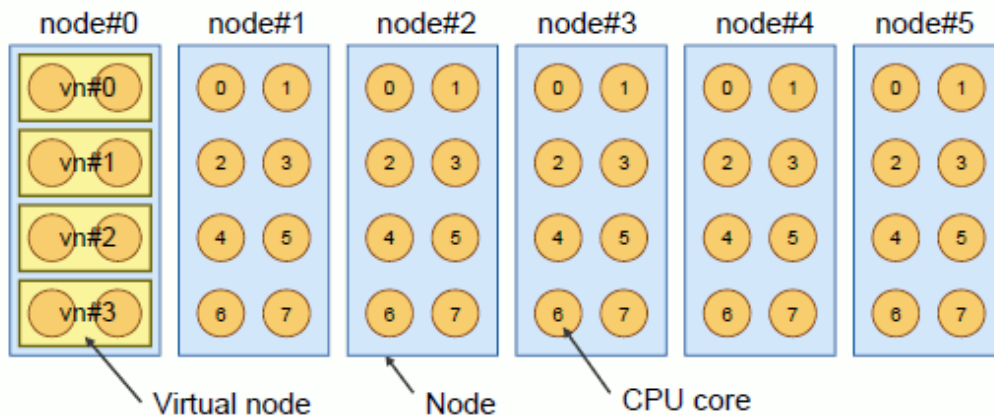 node#0 node#1 node#2 node#3 node#4 node#5
vn#0 0 1 0 1 0 1 0 1 0 1
vn#1 2 3 2 3 2 3 2 3 2 3
vn#2 4 5 4 5 4 5 4 5 4 5
vn#3 6 7 6 7 6 7 6 7 6 7
Virtual node Node CPU core